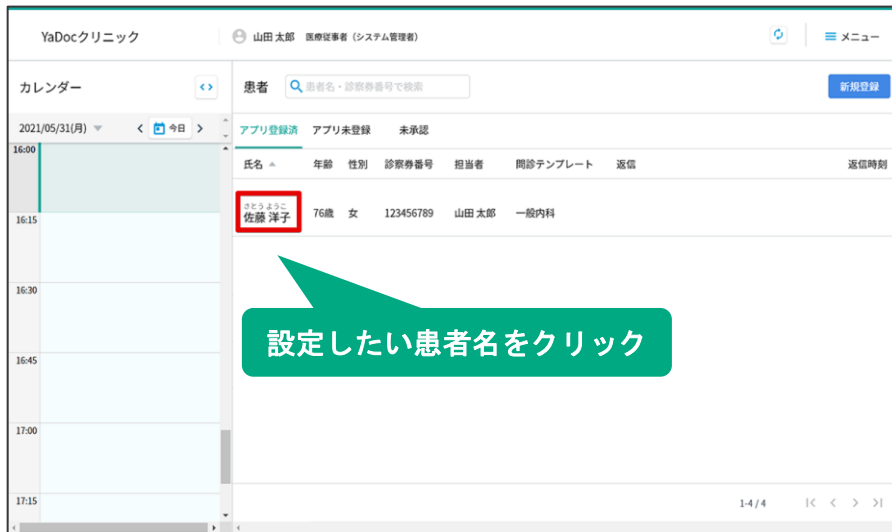 YaDocクリニック 山田 太郎 医療従事者（システム管理者） メニュー
カレンダー 患者 患者名・診察券番号で検索 新規登録
2021/05/31(月) 今日 アプリ登録済 アプリ未登録 未承認
16:00
氏名 年齢 性別 診察券番号 担当者 問診テンプレート 返信 返信時刻
さとう ようこ
佐藤 洋子 76歳 女 123456789 山田 太郎 一般内科
16:15
16:30
設定したい患者名をクリック
16:45
17:00
17:15
1-4 / 4